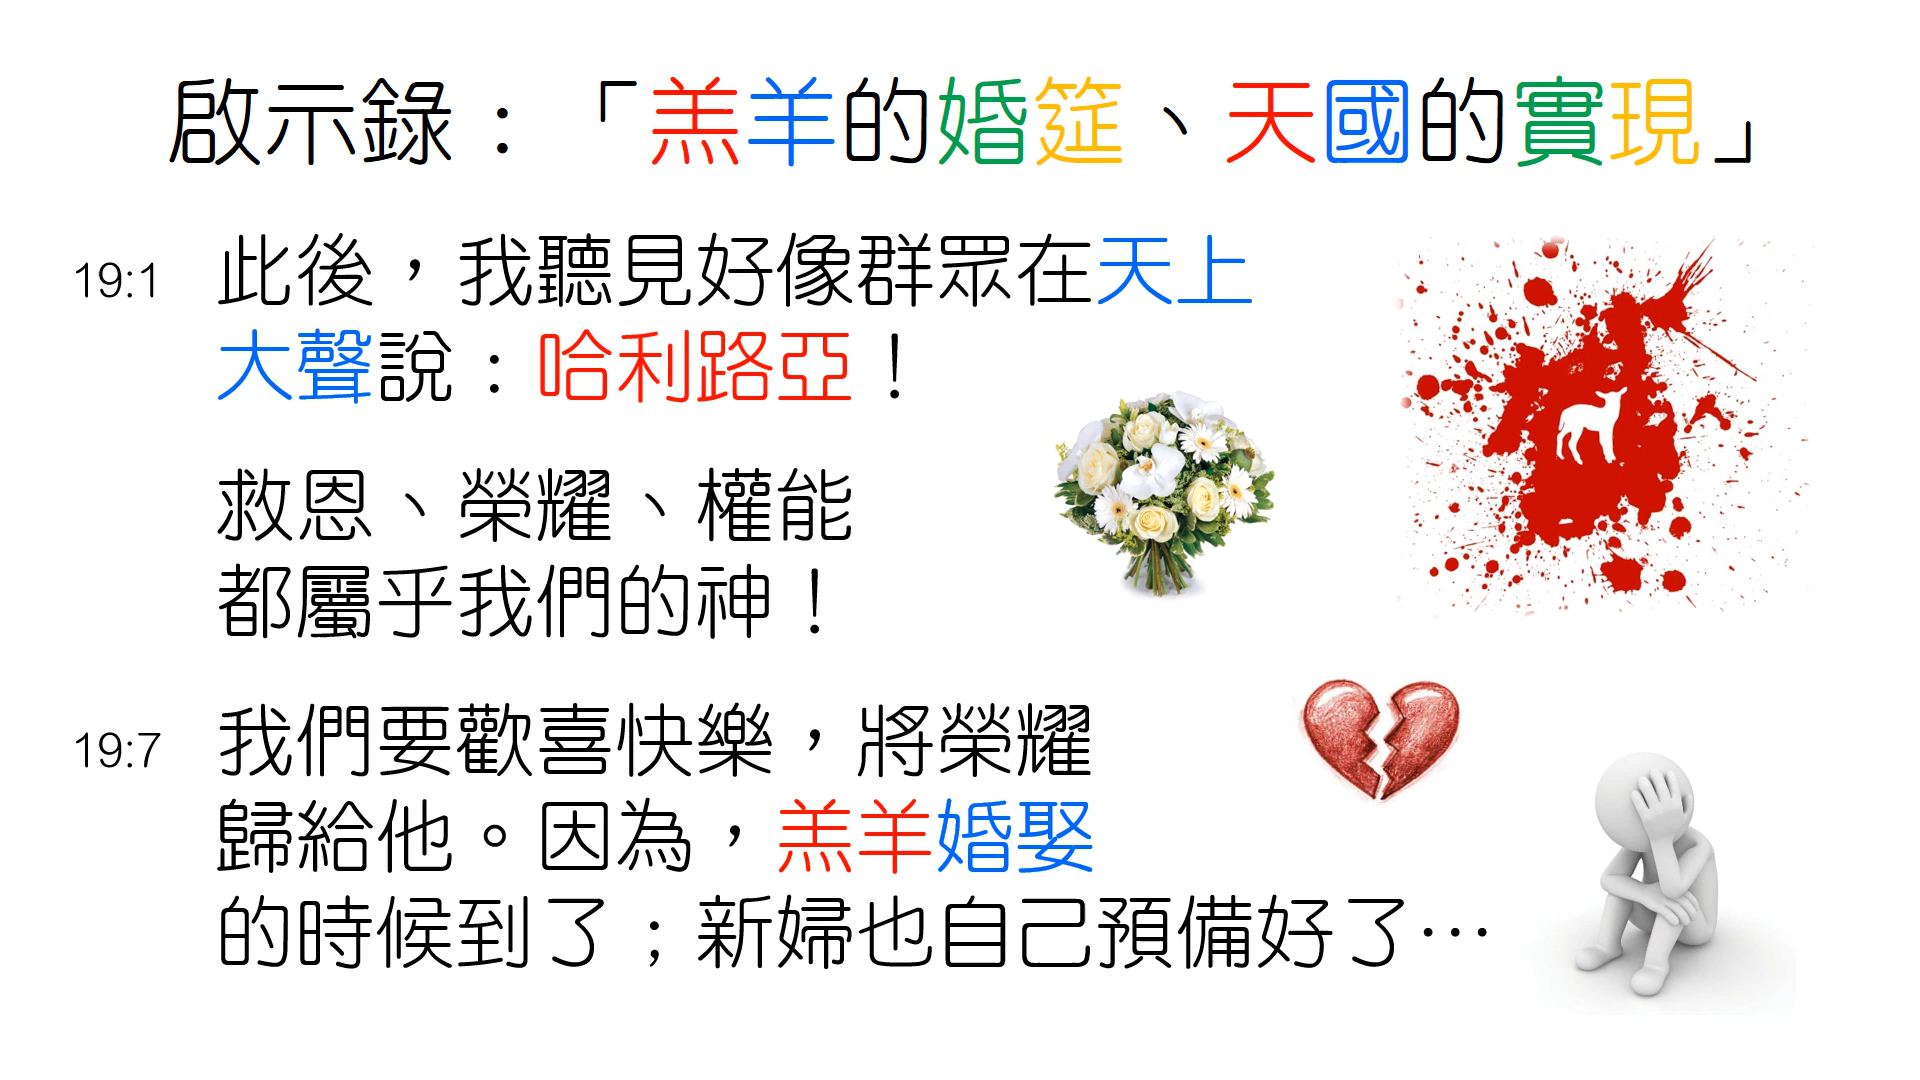 啟示錄：「羔羊的婚筵、天國的實現」
19:1 此後，我聽見好像群眾在天上
大聲說：哈利路亞！
救恩、榮耀、權能
都屬乎我們的神！
19:7 我們要歡喜快樂，將榮耀
歸給他。因為，羔羊婚娶
的時候到了；新婦也自己預備好了…